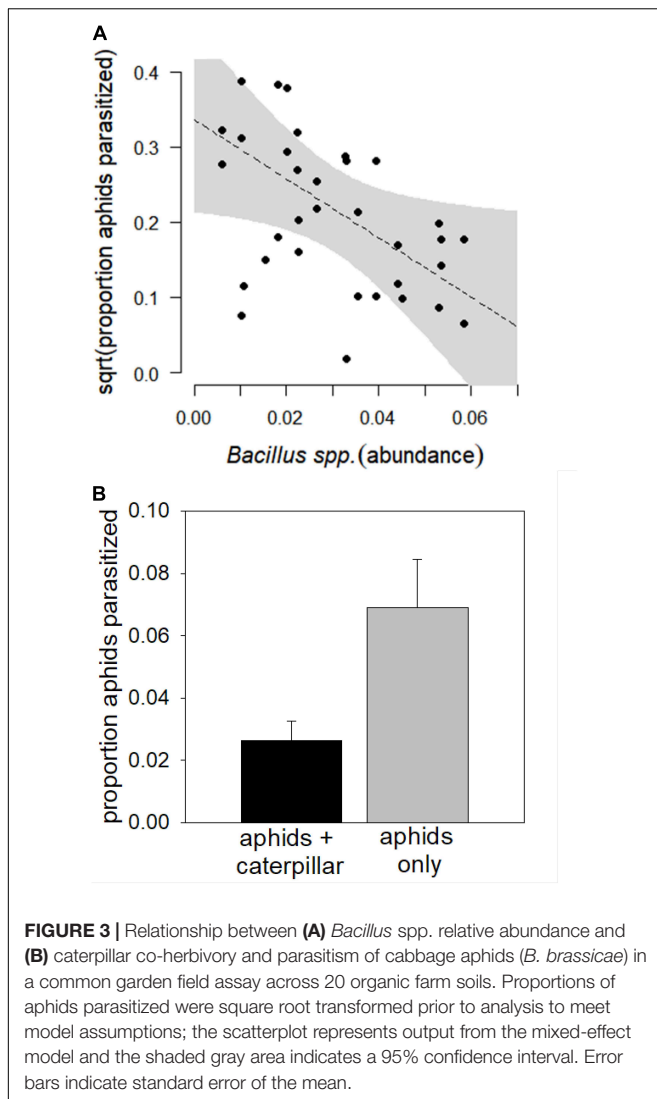 A
sqrt(proportion aphids parasitized)
0.4
0.3
0.2
0.1
0.0
0.00 0.02 0.04 0.06
Bacillus spp.(abundance)
B
proportion aphids parasitized
0.10
0.08
0.06
0.04
0.02
0.00
aphids + caterpillar
aphids only
FIGURE 3 | Relationship between (A) Bacillus spp. relative abundance and
(B) caterpillar co-herbivory and parasitism of cabbage aphids (B. brassicae) in
a common garden field assay across 20 organic farm soils. Proportions of
aphids parasitized were square root transformed prior to analysis to meet
model assumptions; the scatterplot represents output from the mixed-effect
model and the shaded gray area indicates a 95% confidence interval. Error
bars indicate standard error of the mean.